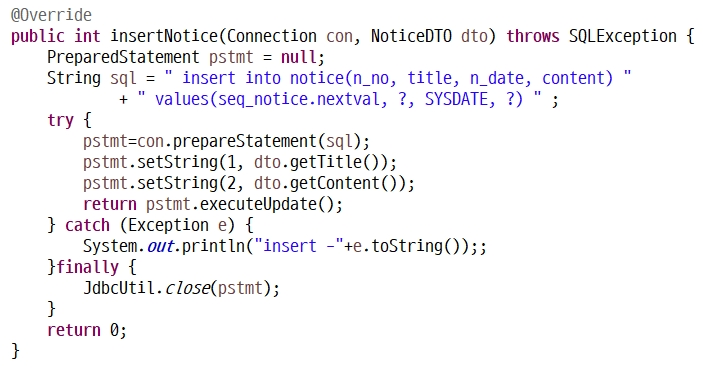 @Override
public int insertNotice(Connection con, NoticeDTO dto) throws SQLException {
    PreparedStatement pstmt = null;
    String sql = " insert into notice(n_no, title, n_date, content) "
            + " values(seq_notice.nextval, ?, SYSDATE, ?) " ;
    try {
        pstmt=con.prepareStatement(sql);
        pstmt.setString(1, dto.getTitle());
        pstmt.setString(2, dto.getContent());
        return pstmt.executeUpdate();
    } catch (Exception e) {
        System.out.println("insert -"+e.toString());;
    }finally {
        JdbcUtil.close(pstmt);
    }
    return 0;
}